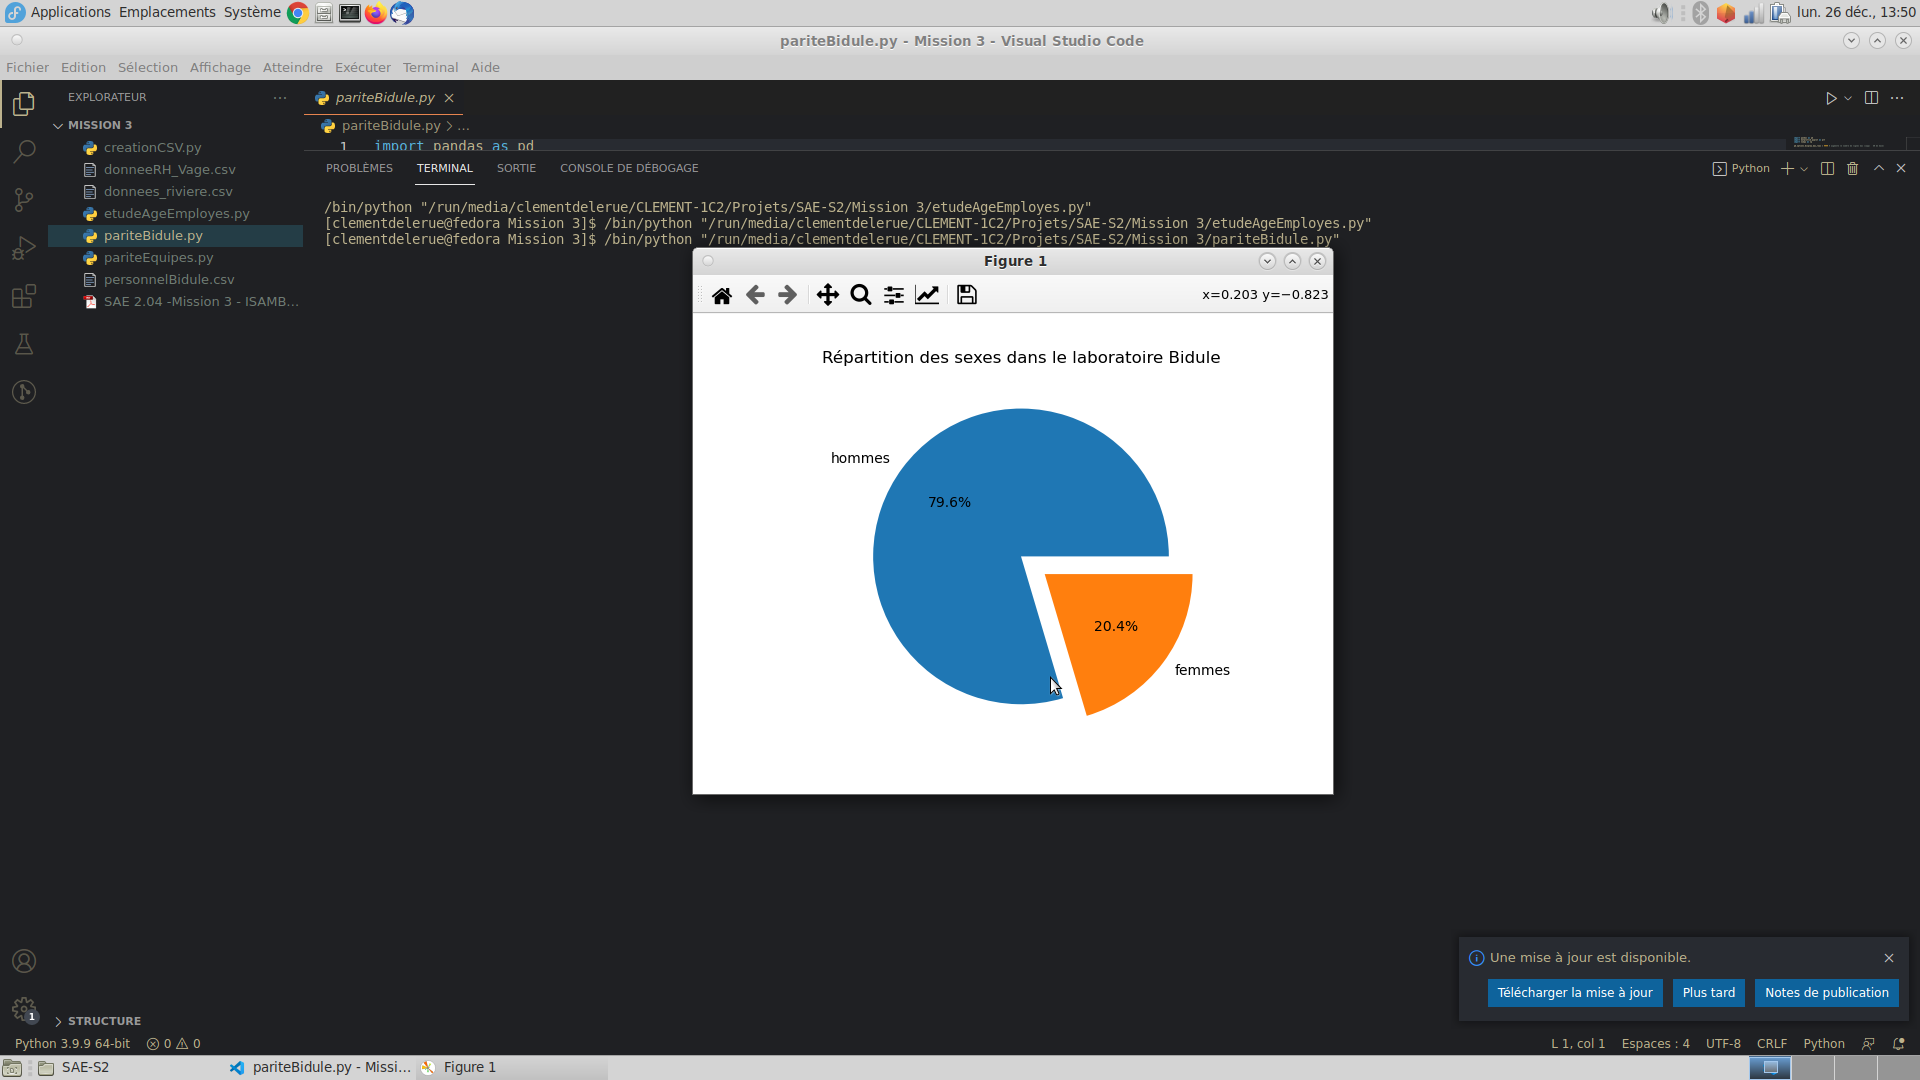 Applications Emplacements Système
lun. 26 déc., 13:50
pariteBidule.py - Mission 3 - Visual Studio Code
Fichier Edition Sélection Affichage Atteindre Exécuter Terminal Aide
EXPLORATEUR
MISSION 3
creationCSV.py
donneeRH_Vage.csv
donnees_riviere.csv
etudeAgeEmployes.py
pariteBidule.py
pariteEquipes.py
personnelBidule.csv
SAE 2.04 -Mission 3 - ISAMB...
STRUCTURE
pariteBidule.py
pariteBidule.py > ...
1 import pandas as pd
PROBLÈMES TERMINAL SORTIE CONSOLE DE DÉBOGAGE
Python
/bin/python "/run/media/clementdelerue/CLEMENT-1C2/Projets/SAE-S2/Mission 3/etudeAgeEmployes.py"
[clementdelerue@fedora Mission 3]$ /bin/python "/run/media/clementdelerue/CLEMENT-1C2/Projets/SAE-S2/Mission 3/etudeAgeEmployes.py"
[clementdelerue@fedora Mission 3]$ /bin/python "/run/media/clementdelerue/CLEMENT-1C2/Projets/SAE-S2/Mission 3/pariteBidule.py"
Figure 1
x=0.203 y=−0.823
Répartition des sexes dans le laboratoire Bidule
hommes
79.6%
20.4%
femmes
Une mise à jour est disponible.
Télécharger la mise à jour Plus tard Notes de publication
1
Python 3.9.9 64-bit 0 0
L 1, col 1 Espaces : 4 UTF-8 CRLF Python
SAE-S2 pariteBidule.py - Missi... Figure 1